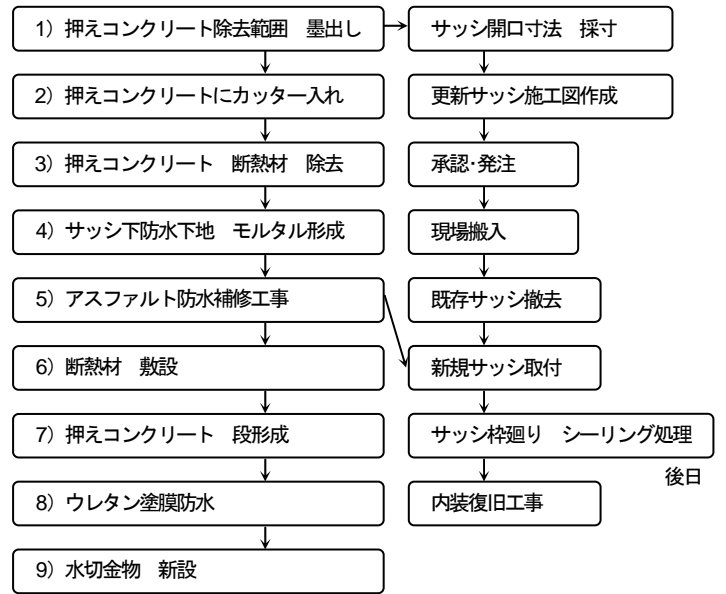 1）押えコンクリート除去範囲　墨出し
2）押えコンクリートにカッター入れ
3）押えコンクリート　断熱材　除去
4）サッシ下防水下地　モルタル形成
5）アスファルト防水補修工事
6）断熱材　敷設
7）押えコンクリート　段形成
8）ウレタン塗膜防水
9）水切金物　新設
サッシ開口寸法　採寸
更新サッシ施工図作成
承認・発注
現場搬入
既存サッシ撤去
新規サッシ取付
サッシ枠廻り　シーリング処理
後日
内装復旧工事